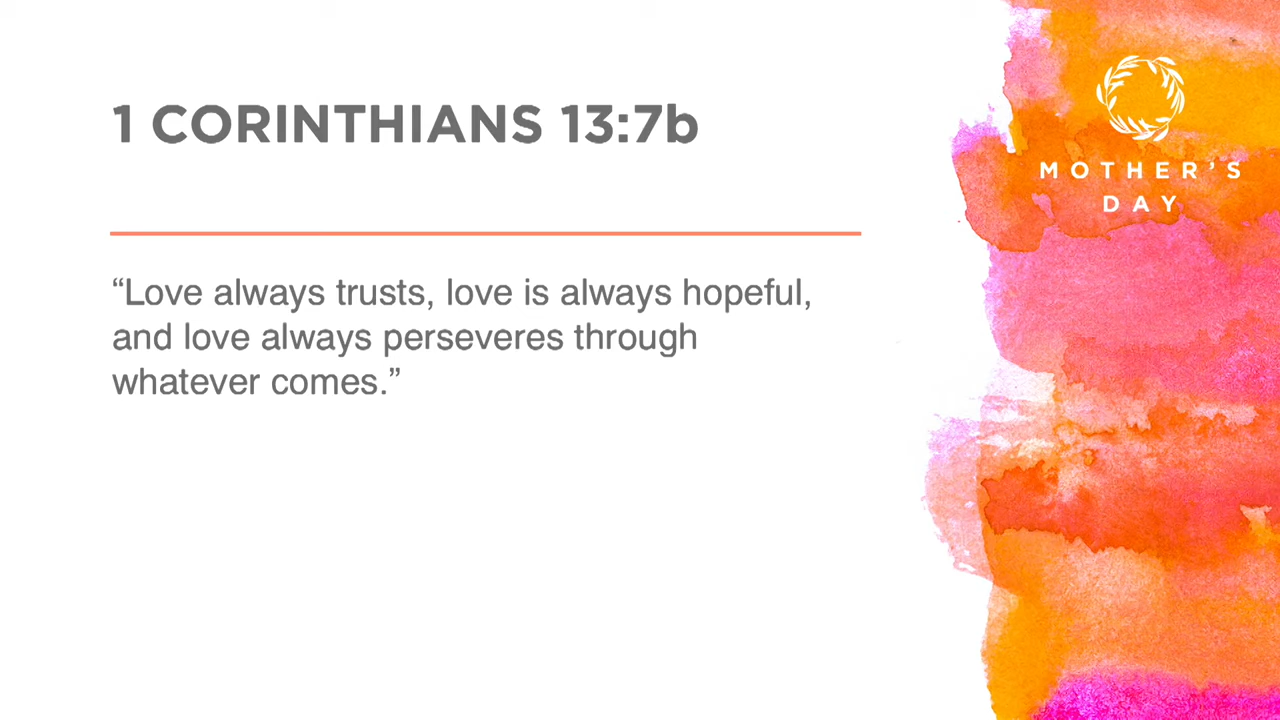 1 CORINTHIANS 13:7b
“Love always trusts, love is always hopeful,
and love always perseveres through
whatever comes.”
MOTHER’S
DAY